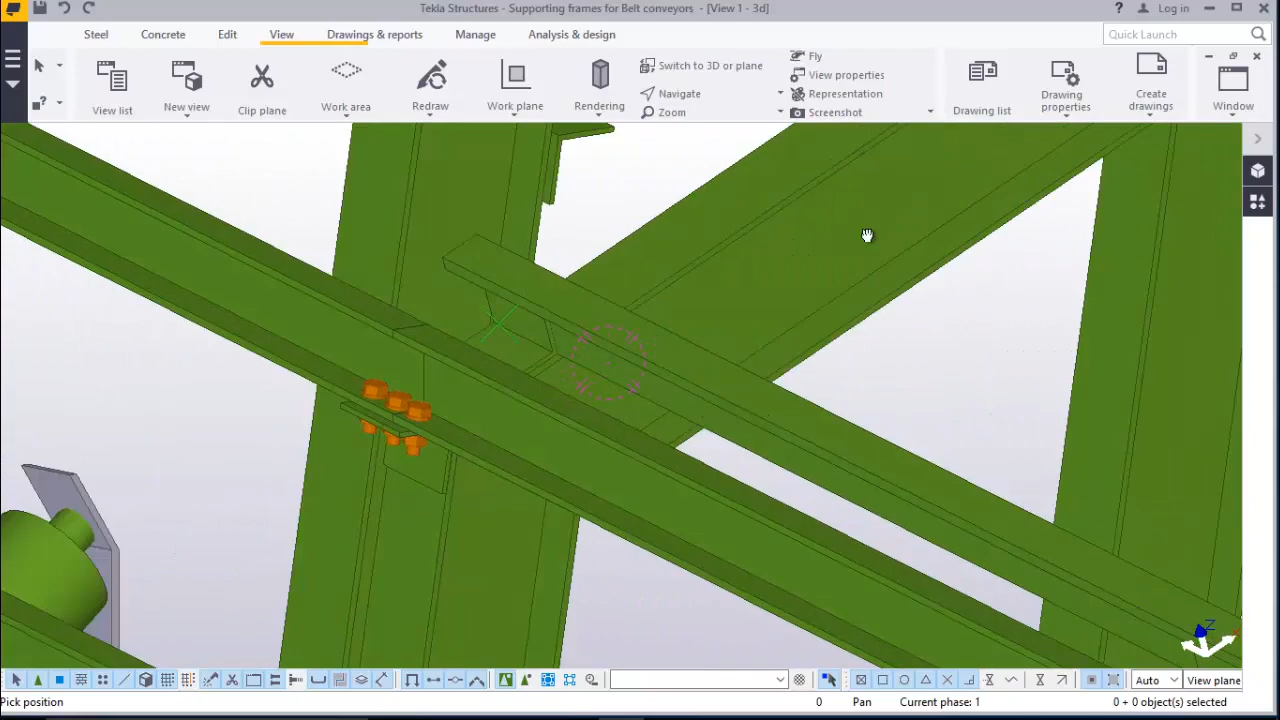 Tekla Structures - Supporting frames for Belt conveyors - [View 1 - 3d]
? Log in
Steel Concrete Edit View Drawings & reports Manage Analysis & design
Quick Launch
View list
New view
Clip plane
Work area
Redraw
Work plane
Rendering
Switch to 3D or plane
Navigate
Zoom
Fly
View properties
Representation
Screenshot
Drawing list
Drawing properties
Create drawings
Window
Z
Auto
View plane
Pick position
0
Pan
Current phase: 1
0 + 0 object(s) selected